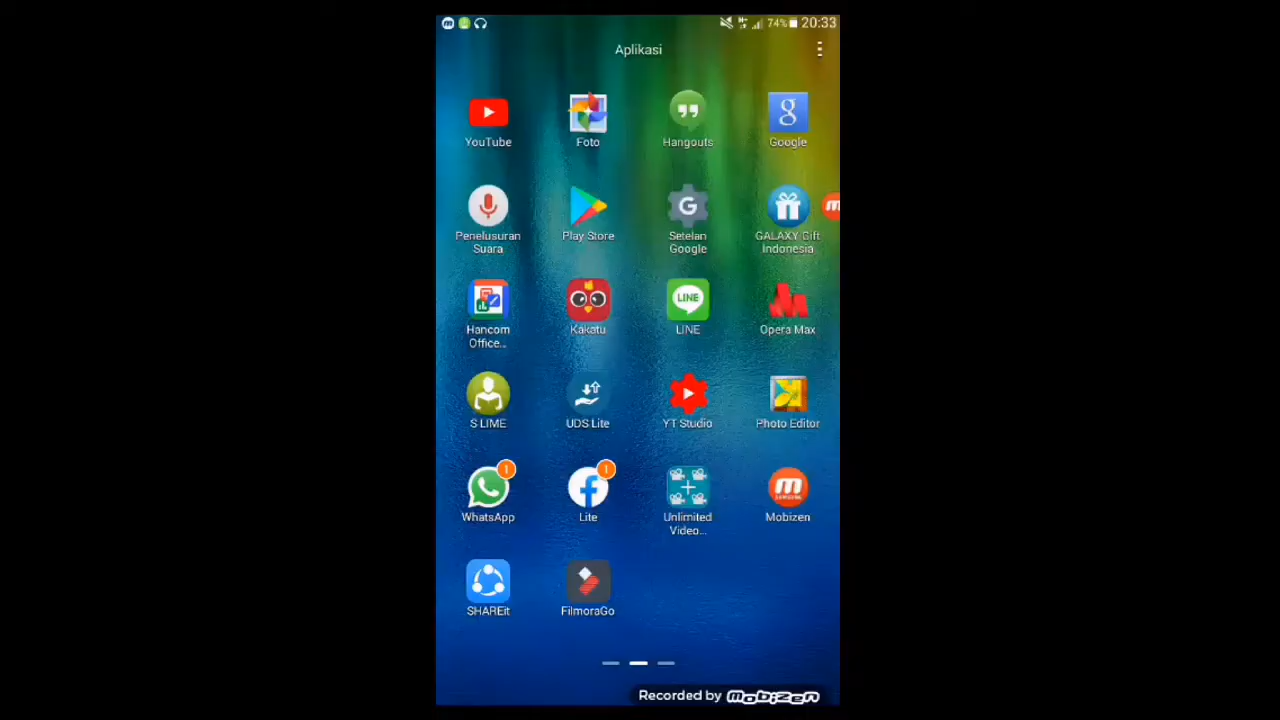 74% 20:33
Aplikasi
YouTube Foto Hangouts Google
Penelusuran Suara Play Store Setelan Google GALAXY Gift Indonesia
Hancom Office... Kakatu LINE Opera Max
S LIME UDS Lite YT Studio Photo Editor
WhatsApp 1 Lite 1 Unlimited Video... Mobizen
SHAREit FilmoraGo
Recorded by mobizen